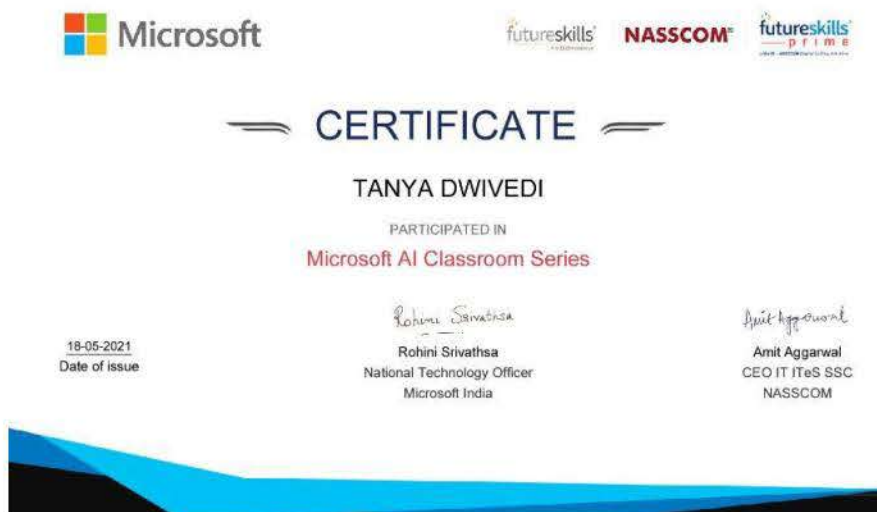 Microsoft
futureskills
NASSCOM®
futureskills
prime
CERTIFICATE
TANYA DWIVEDI
PARTICIPATED IN
Microsoft AI Classroom Series
Rohini Srivathsa
Amit Aggarwal
18-05-2021
Date of issue
Rohini Srivathsa
National Technology Officer
Microsoft India
Amit Aggarwal
CEO IT ITeS SSC
NASSCOM